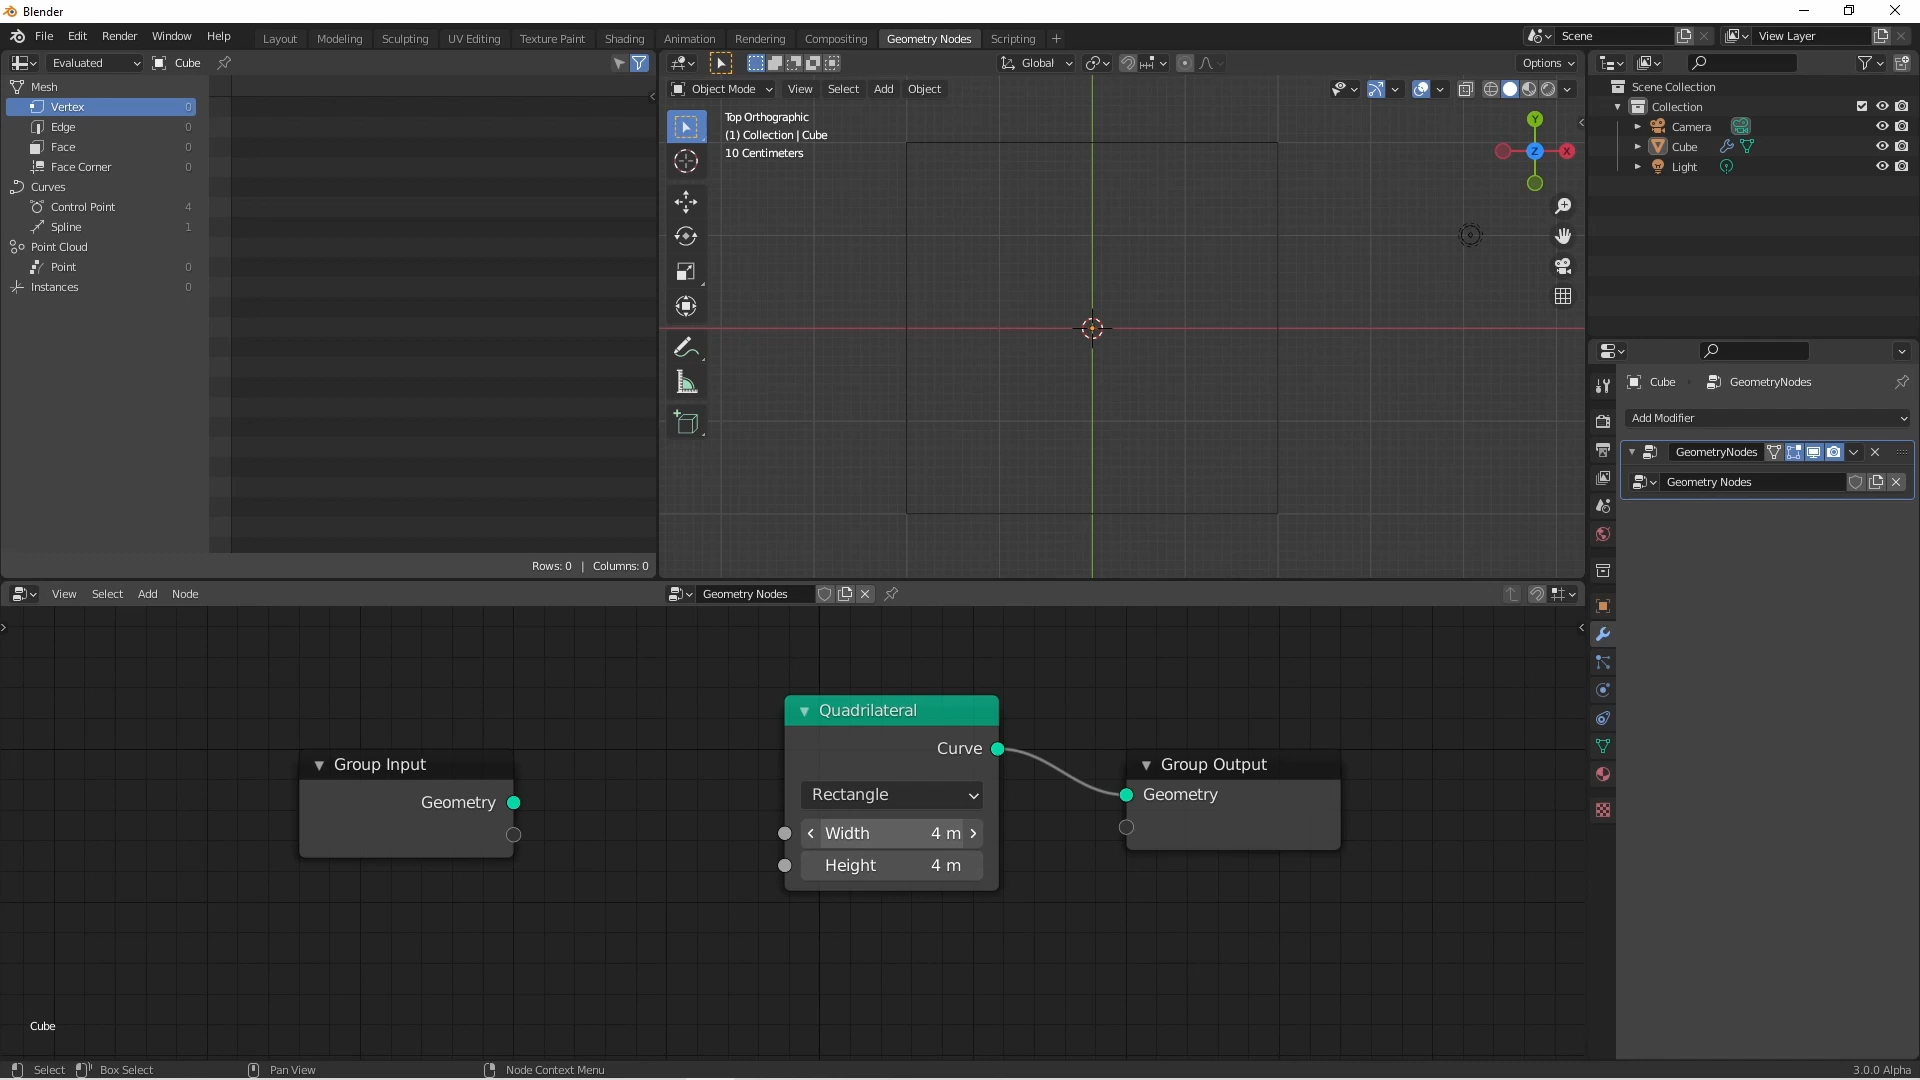 Blender
File Edit Render Window Help
Layout Modeling Sculpting UV Editing Texture Paint Shading Animation Rendering Compositing Geometry Nodes Scripting +
Scene
View Layer
Evaluated
Cube
Mesh
Vertex 0
Edge 0
Face 0
Face Corner 0
Curves
Control Point 4
Spline 1
Point Cloud
Point 0
Instances 0
Rows: 0 | Columns: 0
Global
Options
Object Mode View Select Add Object
Top Orthographic
(1) Collection | Cube
10 Centimeters
Y
Z
X
Scene Collection
Collection
Camera
Cube
Light
Cube
GeometryNodes
Add Modifier
GeometryNodes
Geometry Nodes
View Select Add Node
Geometry Nodes
Group Input
Geometry
Quadrilateral
Curve
Rectangle
Width 4 m
Height 4 m
Group Output
Geometry
Cube
Select
Box Select
Pan View
Node Context Menu
3.0.0 Alpha